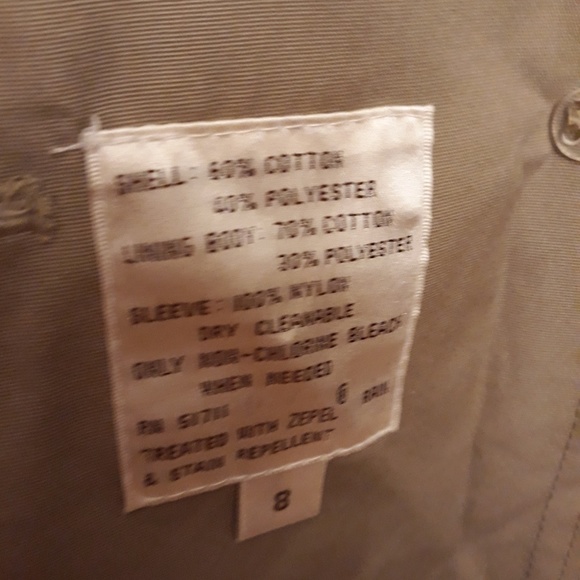 SHELL: 60% COTTON
40% POLYESTER
LINING BODY: 70% COTTON
30% POLYESTER
SLEEVE: 100% NYLON
DRY CLEANABLE
ONLY NON-CHLORINE BLEACH
WHEN NEEDED
RN 51711
TREATED WITH ZEPEL
& STAIN REPELLENT
8